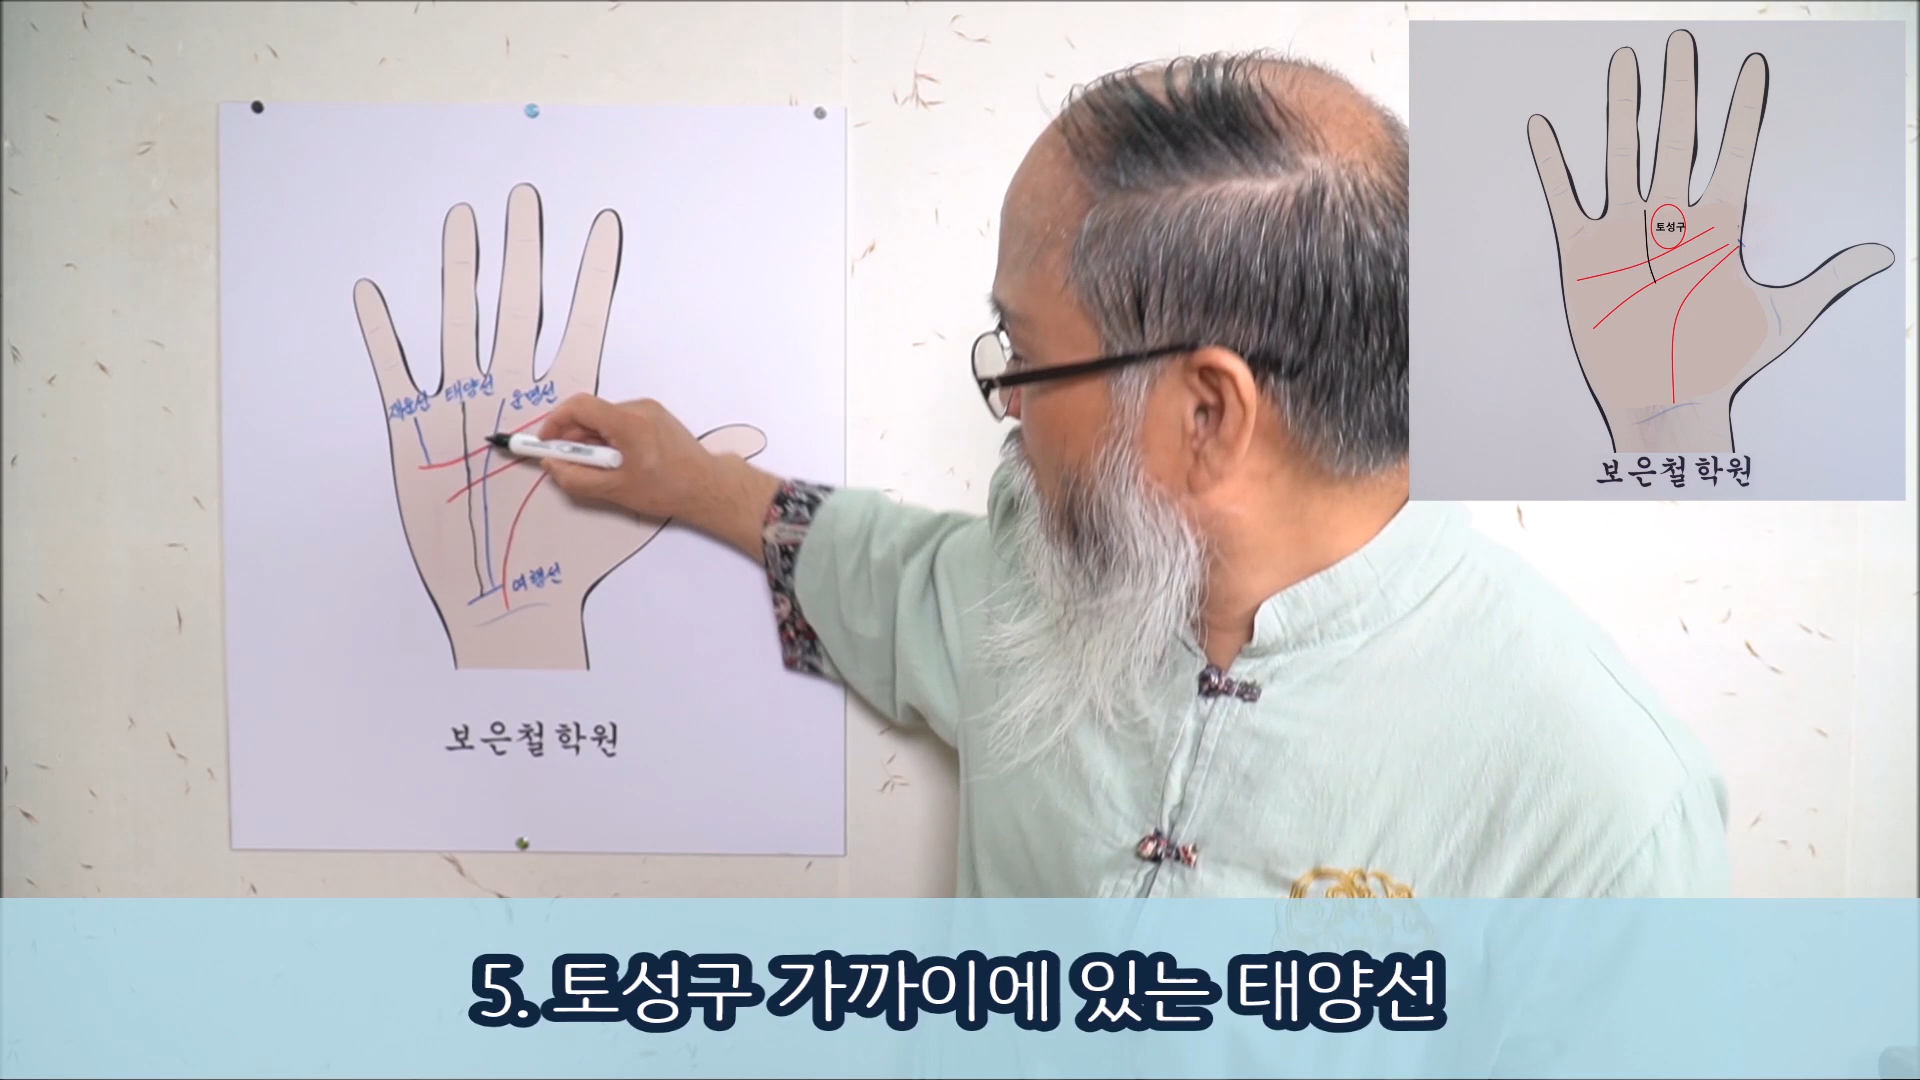 토성구
보은철학원
재운선
태양선
운명선
여행선
보은철학원
5. 토성구 가까이에 있는 태양선